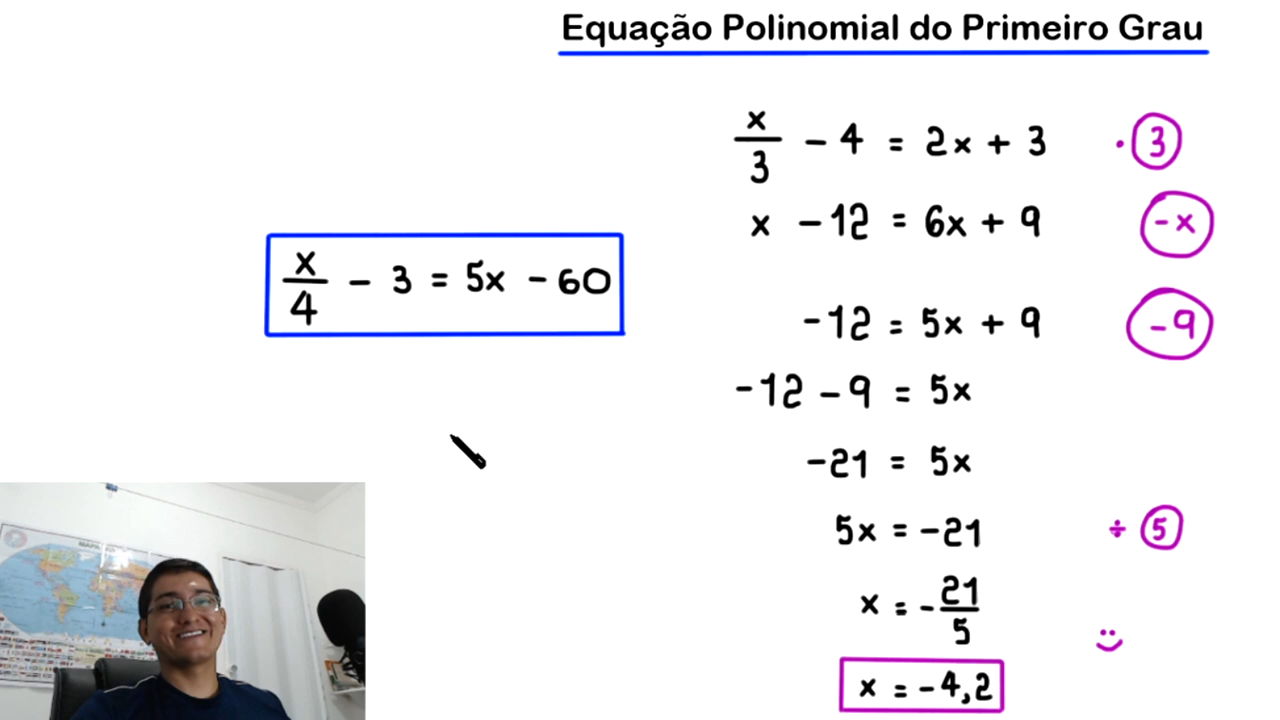 Equação Polinomial do Primeiro Grau
x/3 - 4 = 2x + 3 · 3
x - 12 = 6x + 9 -x
x/4 - 3 = 5x - 60
-12 = 5x + 9 -9
-12 - 9 = 5x
-21 = 5x
5x = -21 ÷ 5
x = -21/5
x = -4,2